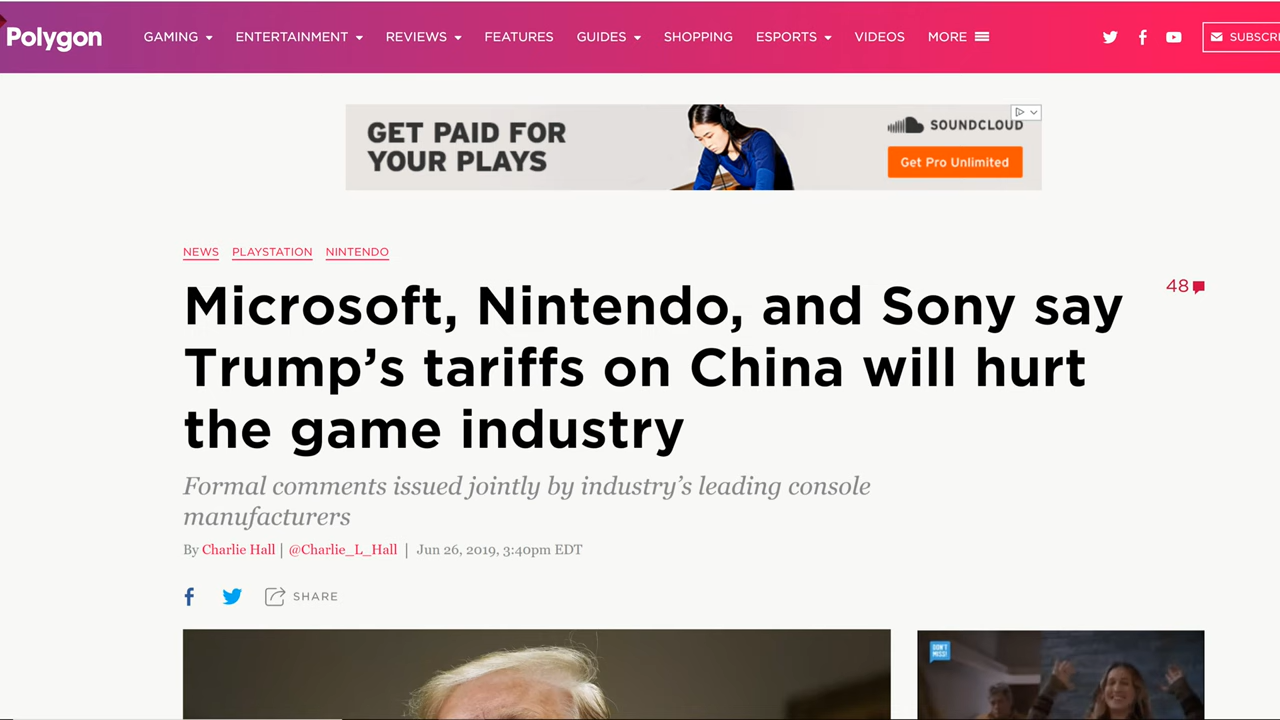 Polygon
GAMING ENTERTAINMENT REVIEWS FEATURES GUIDES SHOPPING ESPORTS VIDEOS MORE
GET PAID FOR
YOUR PLAYS
SOUNDCLOUD
Get Pro Unlimited
NEWS PLAYSTATION NINTENDO
48
Microsoft, Nintendo, and Sony say
Trump’s tariffs on China will hurt
the game industry
Formal comments issued jointly by industry’s leading console
manufacturers
By Charlie Hall | @Charlie_L_Hall | Jun 26, 2019, 3:40pm EDT
SHARE
DON'T
MISS!